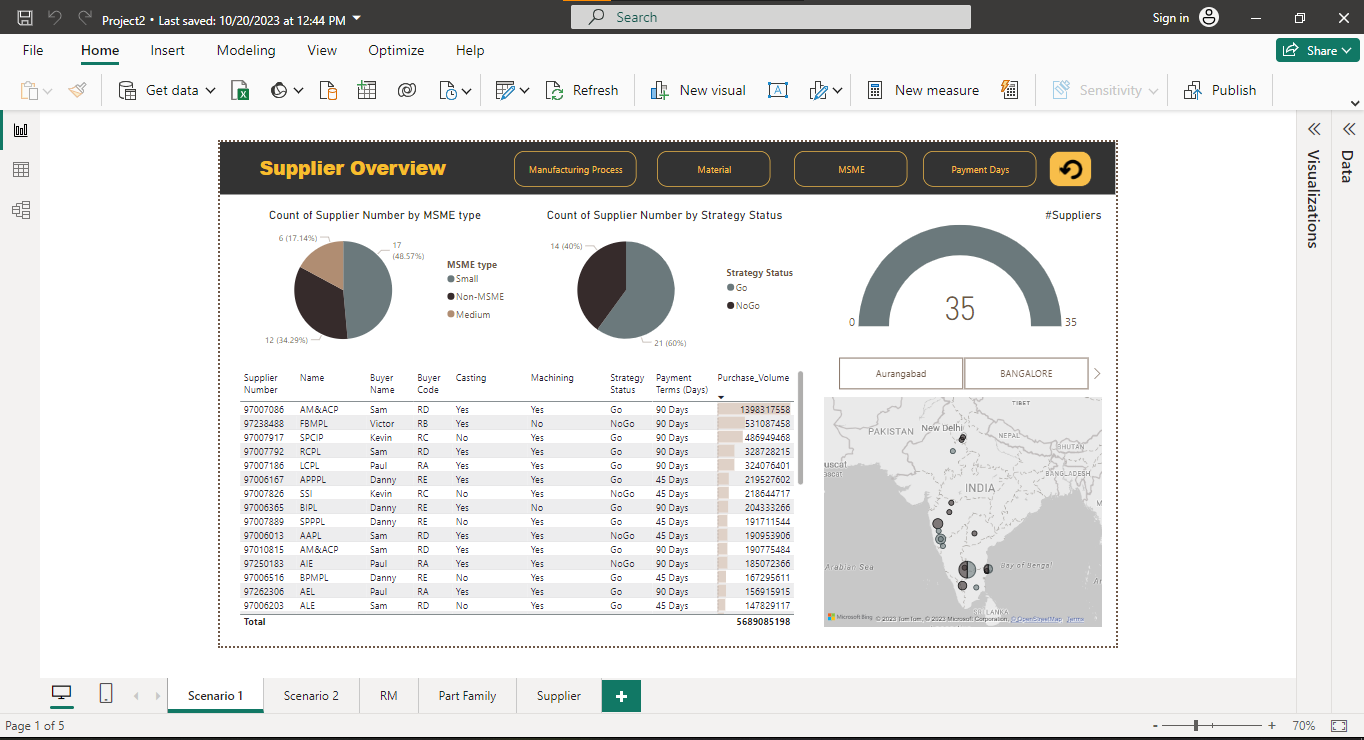 Project2 • Last saved: 10/20/2023 at 12:44 PM
Search
Sign in
File Home Insert Modeling View Optimize Help
Share
Get data
Refresh
New visual
New measure
Sensitivity
Publish
Supplier Overview
Manufacturing Process
Material
MSME
Payment Days
Count of Supplier Number by MSME type
6 (17.14%)
17
(48.57%)
12 (34.29%)
MSME type
Small
Non-MSME
Medium
Count of Supplier Number by Strategy Status
14 (40%)
21 (60%)
Strategy Status
Go
NoGo
#Suppliers
35
0
35
Aurangabad
BANGALORE
Supplier Number Name Buyer Name Buyer Code Casting Machining Strategy Status Payment Terms (Days) Purchase_Volume
97007086 AM&ACP Sam RD Yes Yes Go 90 Days 1398317558
97238488 FBMPL Victor RB Yes No NoGo 90 Days 531087458
97007917 SPCIP Kevin RC No Yes Go 90 Days 486949468
97007792 RCPL Sam RD Yes Yes Go 90 Days 328728215
97007186 LCPL Paul RA Yes Yes Go 90 Days 324076401
97006167 APPPL Danny RE Yes Yes Go 45 Days 219527602
97007826 SSI Kevin RC No Yes NoGo 45 Days 218644717
97006365 BIPL Danny RE Yes No Go 90 Days 204333266
97007889 SPPPL Danny RE No Yes Go 45 Days 191711544
97006013 AAPL Sam RD Yes Yes NoGo 45 Days 190953906
97010815 AM&ACP Sam RD Yes Yes Go 90 Days 190775484
97250183 AIE Paul RA Yes Yes NoGo 90 Days 185072366
97006516 BPMPL Danny RE No Yes Go 45 Days 167295611
97262306 AEL Paul RA Yes Yes Go 90 Days 156915915
97006203 ALE Sam RD No Yes Go 45 Days 147829117
Total 5689085198
TIBET
PAKISTAN
New Delhi
NEPAL
BHUTAN
BANGLADESH
INDIA
Arabian Sea
Bay of Bengal
SRI LANKA
Microsoft Bing
© 2023 TomTom, © 2023 Microsoft Corporation, © OpenStreetMap Terms
Visualizations
Data
Scenario 1
Scenario 2
RM
Part Family
Supplier
Page 1 of 5
- + 70%